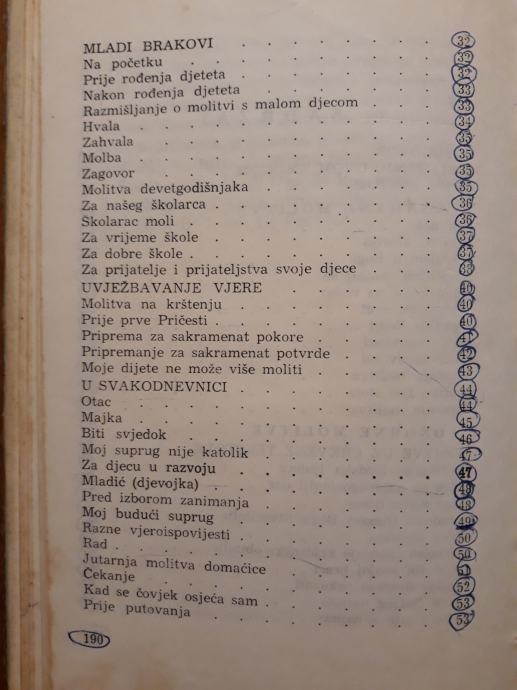 MLADI BRAKOVI . . . . . . . 32
Na početku . . . . . . . . . 32
Prije rođenja djeteta . . . . . . . 32
Nakon rođenja djeteta . . . . . . 33
Razmišljanje o molitvi s malom djecom . . . 33
Hvala . . . . . . . . . . . 34
Zahvala . . . . . . . . . . 35
Molba . . . . . . . . . . . 35
Zagovor . . . . . . . . . . 35
Molitva devetgodišnjaka . . . . . . 35
Za našeg školarca . . . . . . . . 36
Školarac moli . . . . . . . . . 36
Za vrijeme škole . . . . . . . . 37
Za dobre škole . . . . . . . . . 37
Za prijatelje i prijateljstva svoje djece . . . 38
UVJEŽBAVANJE VJERE . . . . . . 40
Molitva na krštenju . . . . . . . 40
Prije prve Pričesti . . . . . . . . 40
Priprema za sakramenat pokore . . . . 41
Pripremanje za sakramenat potvrde . . . . 42
Moje dijete ne može više moliti . . . . . 43
U SVAKODNEVNICI . . . . . . . 44
Otac . . . . . . . . . . . 44
Majka . . . . . . . . . . . 45
Biti svjedok . . . . . . . . . 46
Moj suprug nije katolik . . . . . . 47
Za djecu u razvoju . . . . . . . 47
Mladić (djevojka) . . . . . . . . 48
Pred izborom zanimanja . . . . . . 48
Moj budući suprug . . . . . . . 49
Razne vjeroispovijesti . . . . . . . 50
Rad . . . . . . . . . . . . 50
Jutarnja molitva domaćice . . . . . . 51
Čekanje . . . . . . . . . . 52
Kad se čovjek osjeća sam . . . . . . 53
Prije putovanja . . . . . . . . 53
190